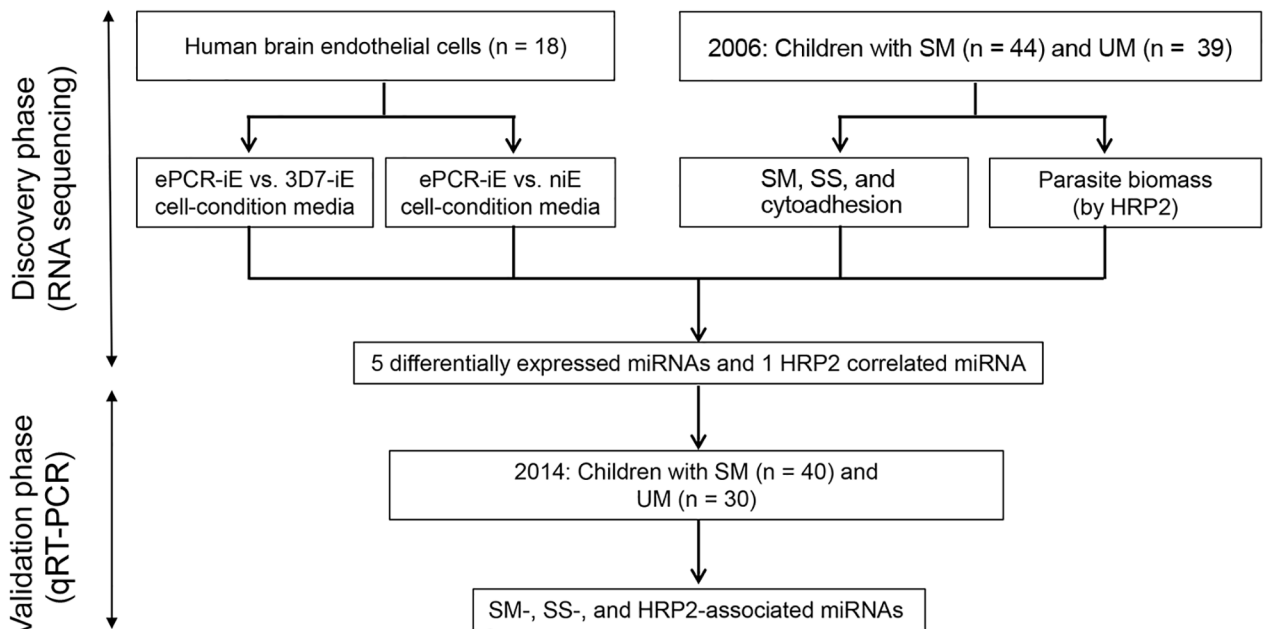 Discovery phase
(RNA sequencing)
Human brain endothelial cells (n = 18)
2006: Children with SM (n = 44) and UM (n = 39)
ePCR-iE vs. 3D7-iE
cell-condition media
ePCR-iE vs. niE
cell-condition media
SM, SS, and
cytoadhesion
Parasite biomass
(by HRP2)
5 differentially expressed miRNAs and 1 HRP2 correlated miRNA
Validation phase
(qRT-PCR)
2014: Children with SM (n = 40) and
UM (n = 30)
SM-, SS-, and HRP2-associated miRNAs